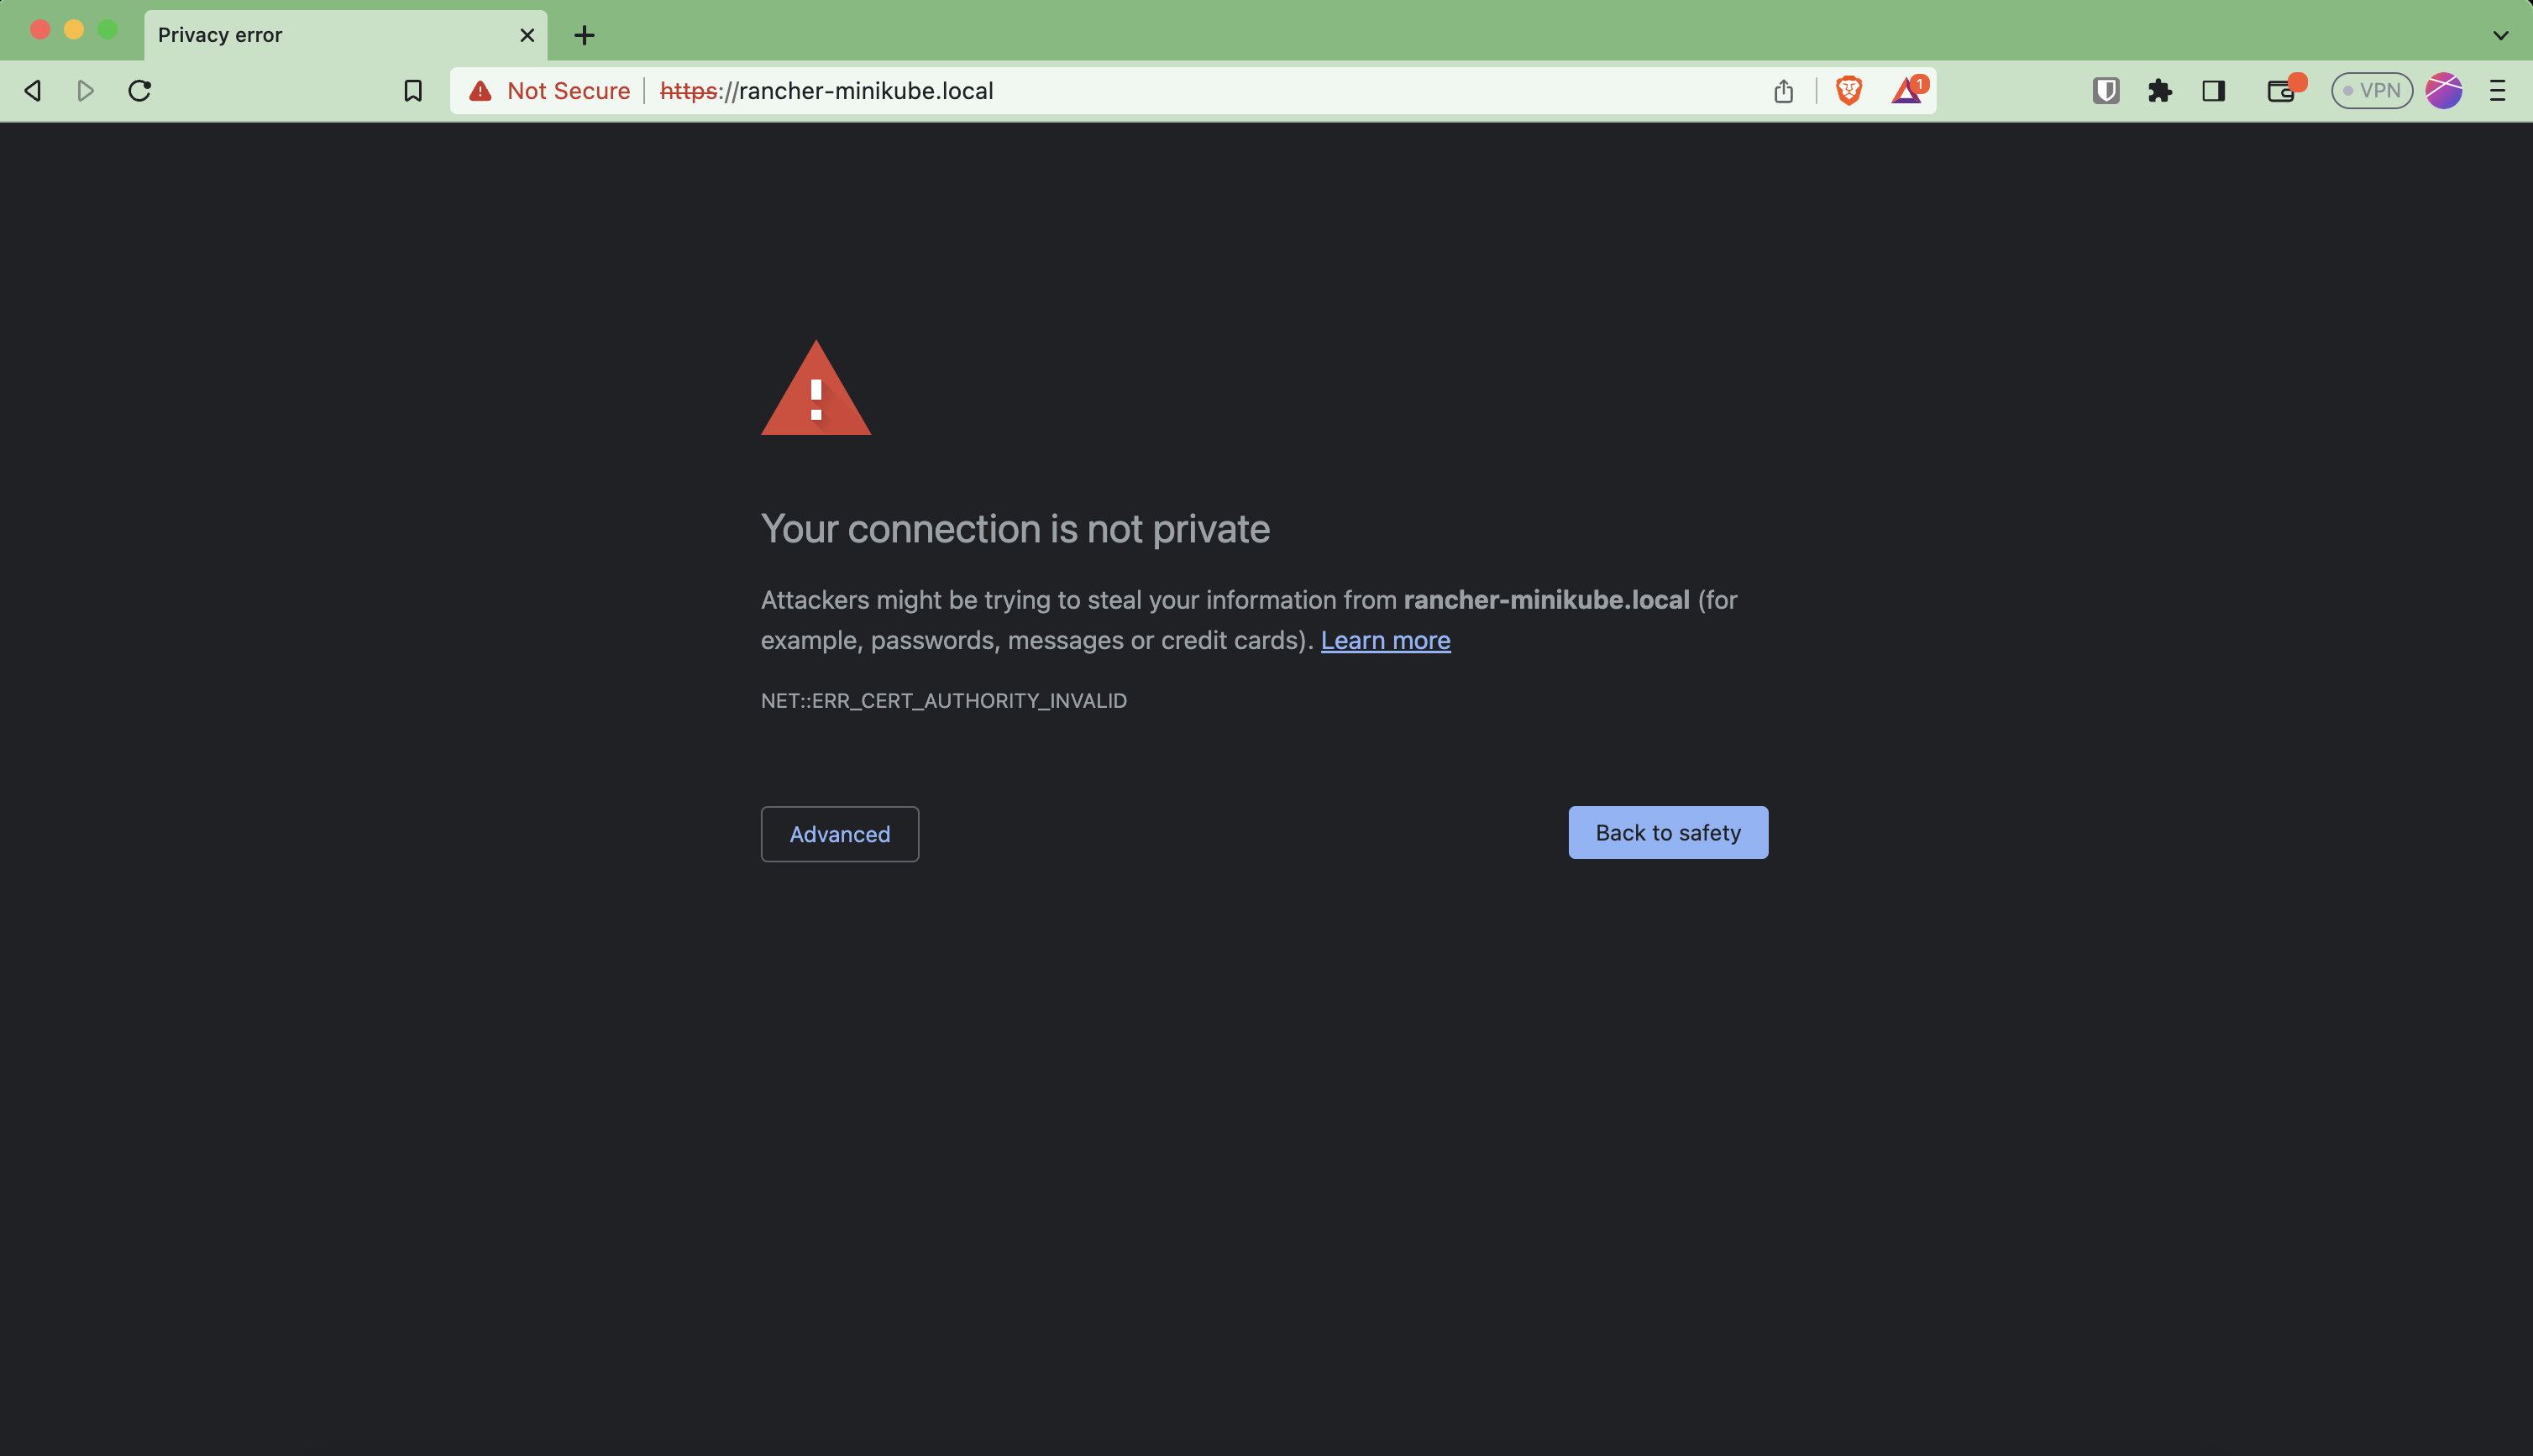 Privacy error
Not Secure https://rancher-minikube.local
1
VPN
Your connection is not private
Attackers might be trying to steal your information from rancher-minikube.local (for
example, passwords, messages or credit cards). Learn more
NET::ERR_CERT_AUTHORITY_INVALID
Advanced
Back to safety